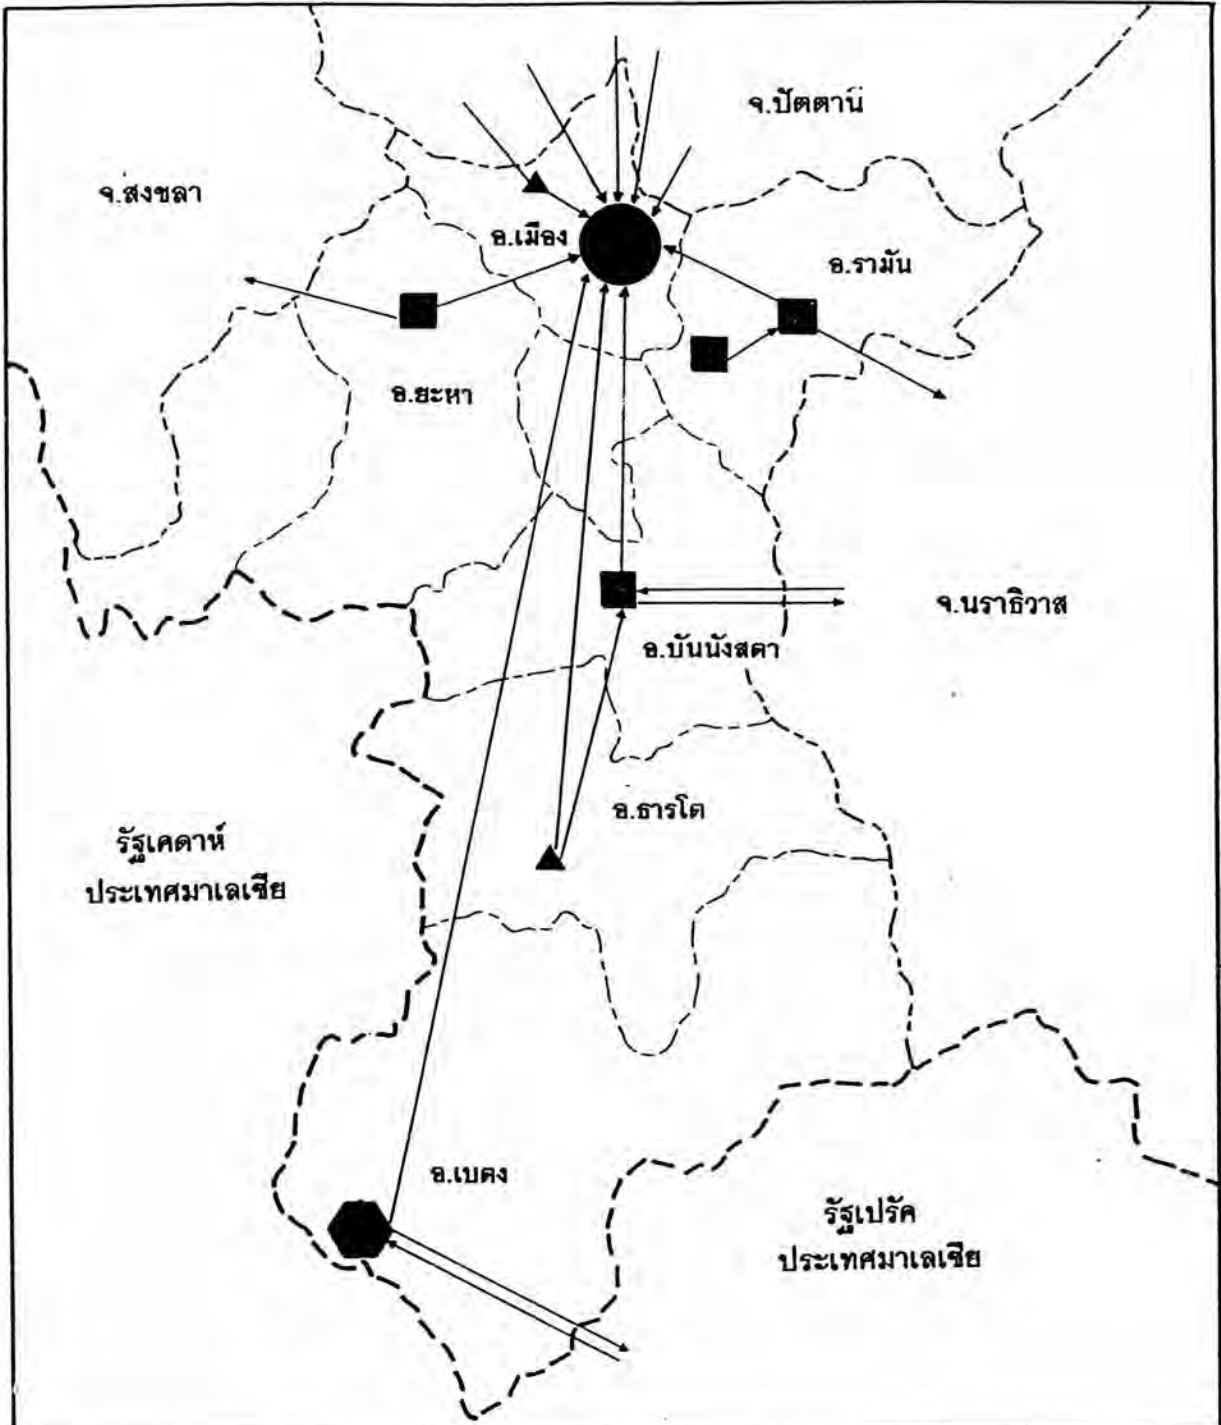 จ.ปัตตานี
จ.สงขลา
อ.เมือง
อ.รามัน
อ.ยะหา
จ.นราธิวาส
อ.บันนังสตา
อ.ธารโต
รัฐเคดาห์
ประเทศมาเลเซีย
อ.เบตง
รัฐเปรัค
ประเทศมาเลเซีย